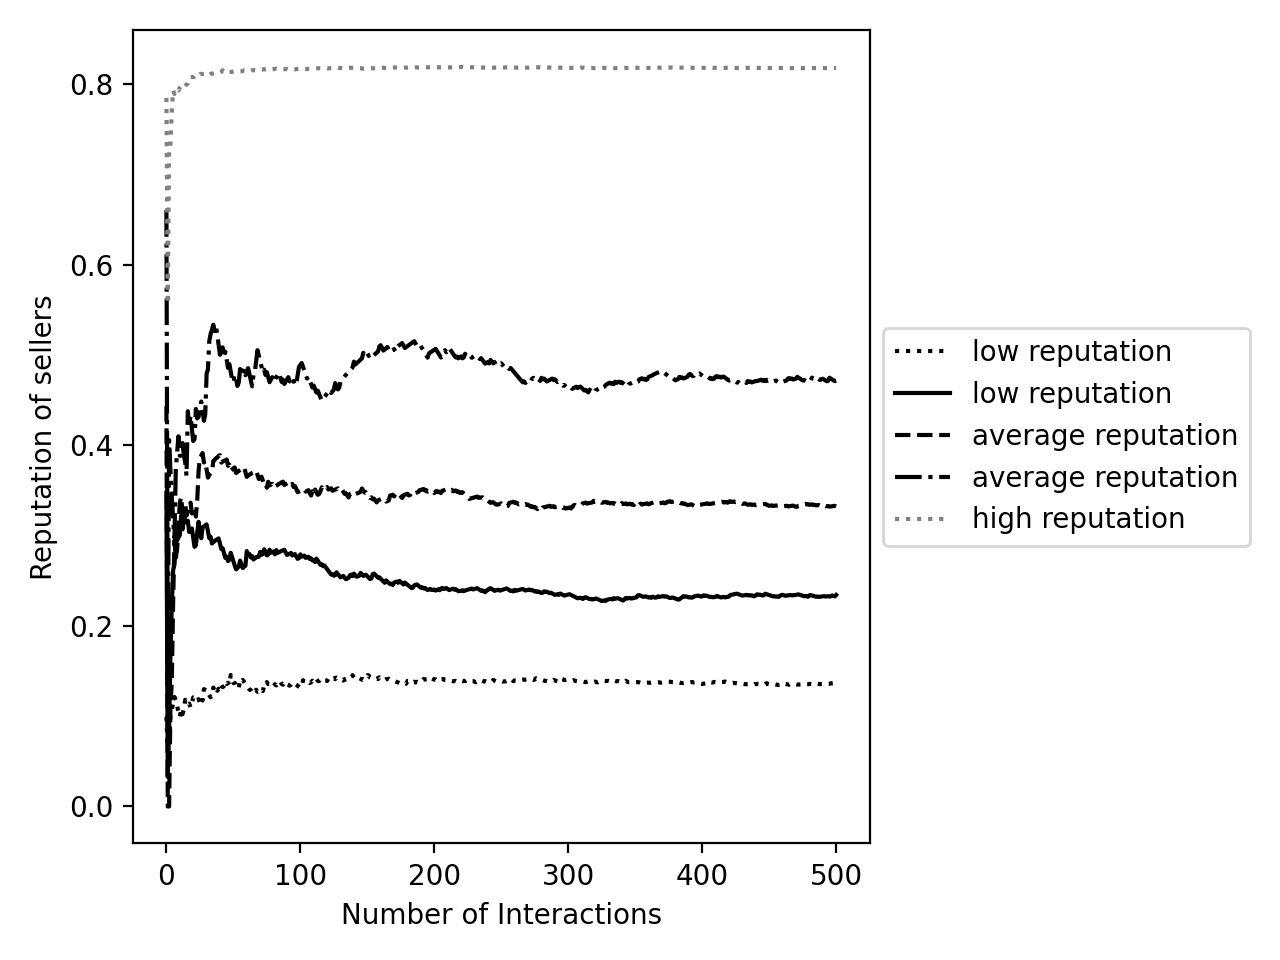 0.8
0.6
0.4
0.2
0.0
Reputation of sellers
0 100 200 300 400 500
Number of Interactions
low reputation
low reputation
average reputation
average reputation
high reputation